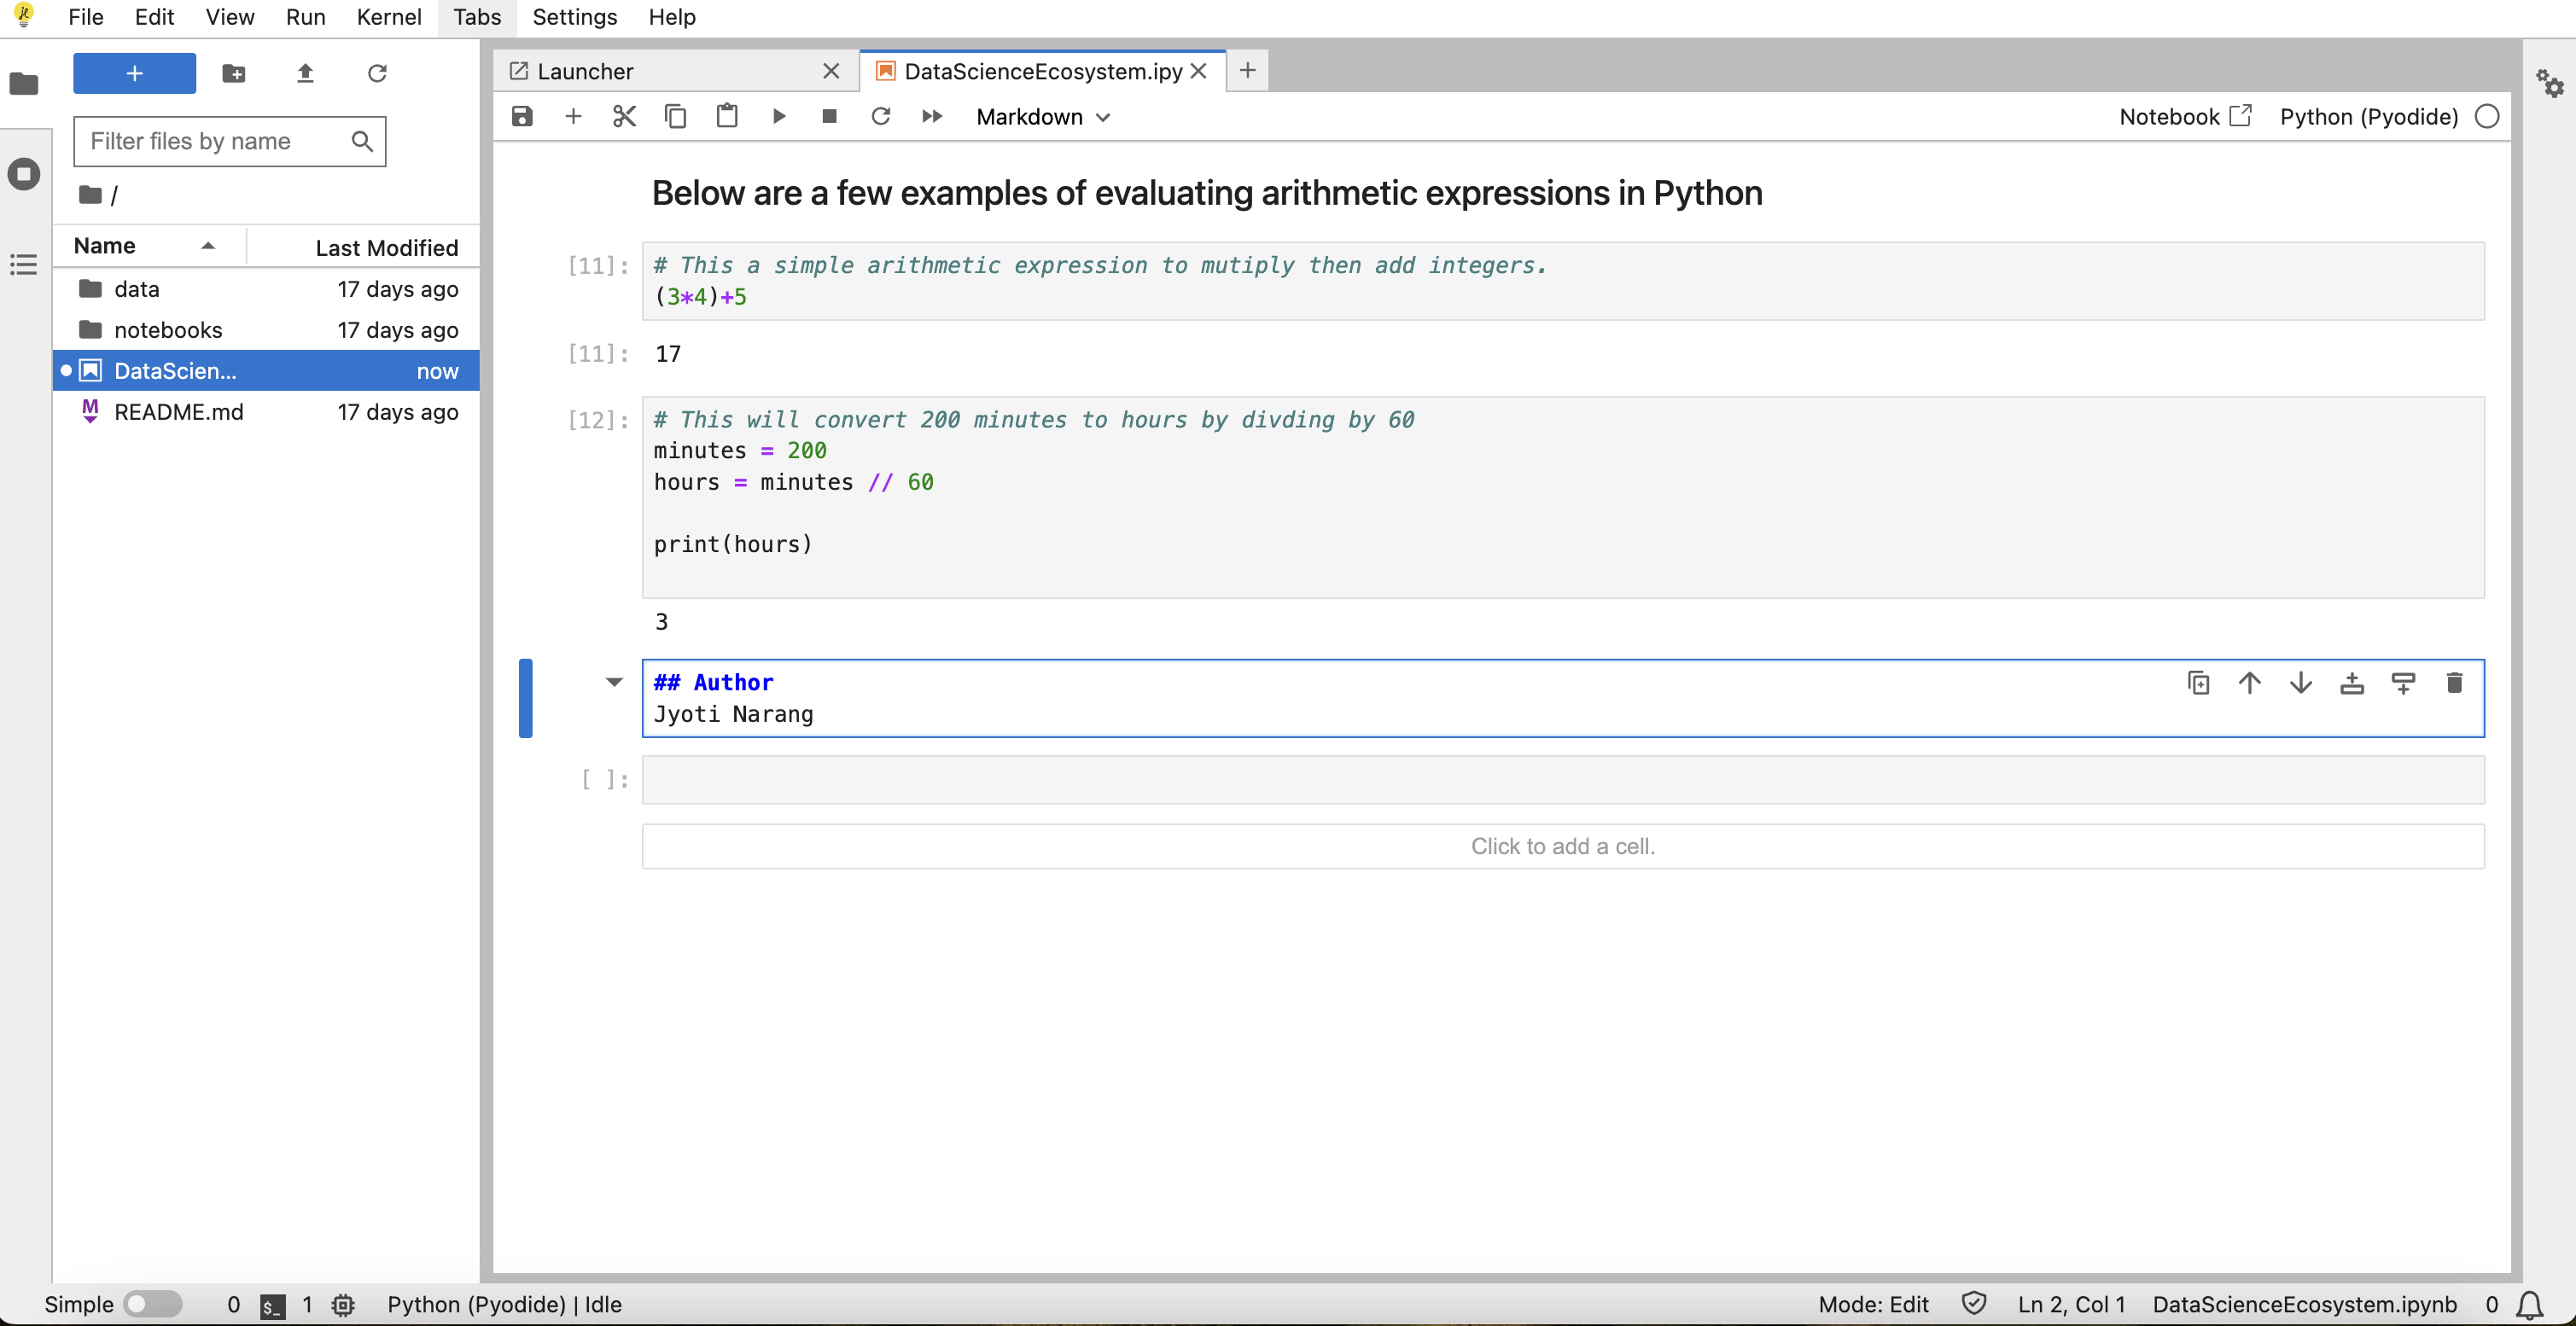 File Edit View Run Kernel Tabs Settings Help
+
Filter files by name
/
Name Last Modified
data 17 days ago
notebooks 17 days ago
DataScien... now
README.md 17 days ago
Launcher
DataScienceEcosystem.ipy
Markdown
Notebook
Python (Pyodide)
Below are a few examples of evaluating arithmetic expressions in Python
[11]: # This a simple arithmetic expression to mutiply then add integers.
(3*4)+5
[11]: 17
[12]: # This will convert 200 minutes to hours by divding by 60
minutes = 200
hours = minutes // 60
print(hours)
3
## Author
Jyoti Narang
[ ]:
Click to add a cell.
Simple 0 $_ 1 Python (Pyodide) | Idle
Mode: Edit Ln 2, Col 1 DataScienceEcosystem.ipynb 0